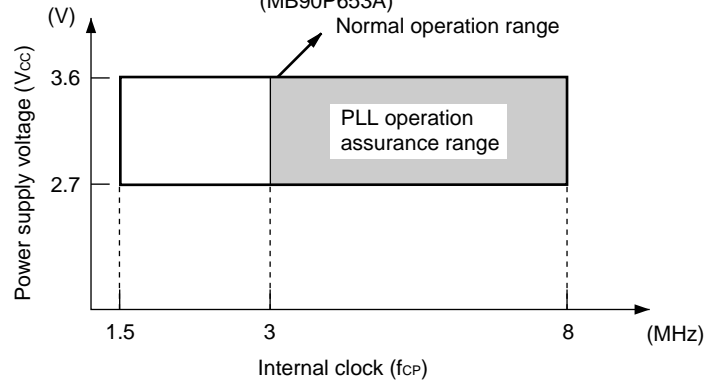 (MB90P653A)
(V)
Normal operation range
Power supply voltage (VCC)
3.6
PLL operation
assurance range
2.7
1.5
3
8
(MHz)
Internal clock (fCP)